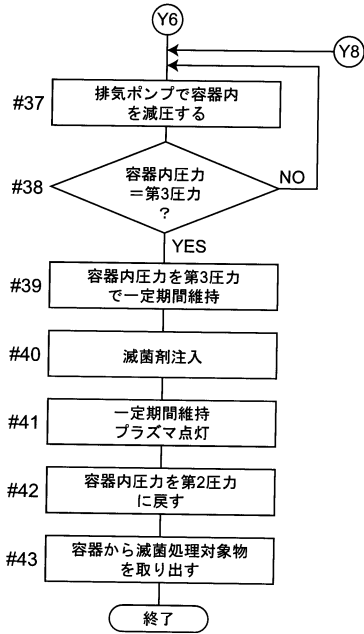 Y6
Y8
#37
排気ポンプで容器内
を減圧する
#38
容器内圧力
＝第3圧力
?
NO
YES
#39
容器内圧力を第3圧力
で一定期間維持
#40
滅菌剤注入
#41
一定期間維持
プラズマ点灯
#42
容器内圧力を第2圧力
に戻す
#43
容器から滅菌処理対象物
を取り出す
終了